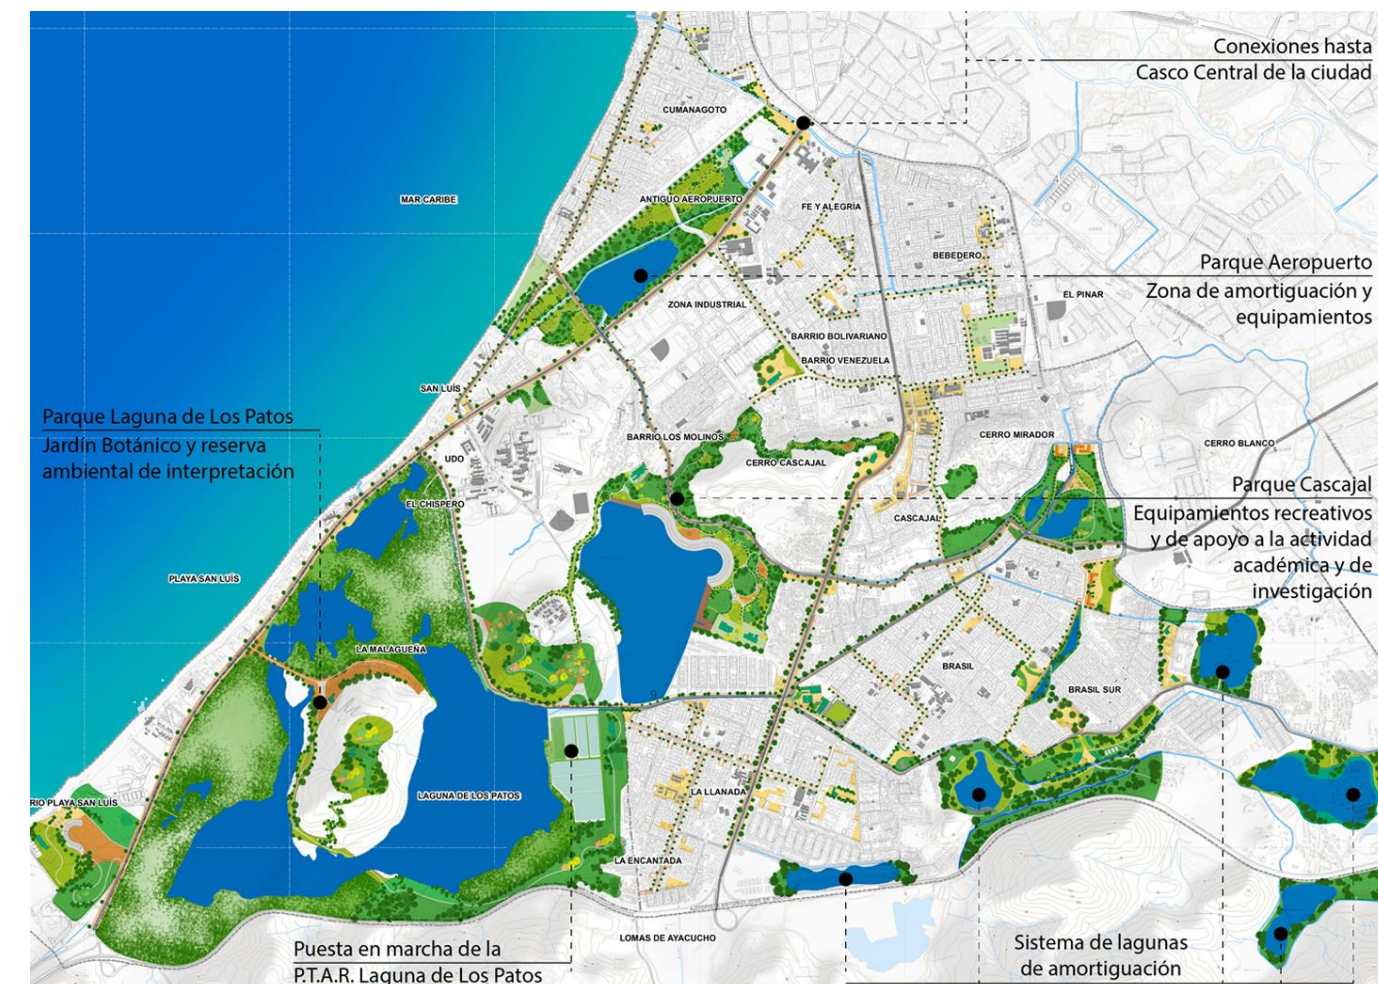 Conexiones hasta
Casco Central de la ciudad
CUMANAGOTO
MAR CARIBE
ANTIGUO AEROPUERTO
FE Y ALEGRÍA
BEBEDERO
Parque Aeropuerto
Zona de amortiguación y
equipamientos
EL PINAR
ZONA INDUSTRIAL
BARRIO BOLIVARIANO
BARRIO VENEZUELA
SAN LUÍS
Parque Laguna de Los Patos
Jardín Botánico y reserva
ambiental de interpretación
UDO
BARRIO LOS MOLINOS
CERRO CASCAJAL
CERRO MIRADOR
CERRO BLANCO
EL CHISPERO
CASCAJAL
Parque Cascajal
Equipamientos recreativos
y de apoyo a la actividad
académica y de
investigación
PLAYA SAN LUÍS
LA MALAGUEÑA
BRASIL
BRASIL SUR
LAGUNA DE LOS PATOS
RIO PLAYA SAN LUÍS
LA LLANADA
LA ENCANTADA
LOMAS DE AYACUCHO
Puesta en marcha de la
P.T.A.R. Laguna de Los Patos
Sistema de lagunas
de amortiguación